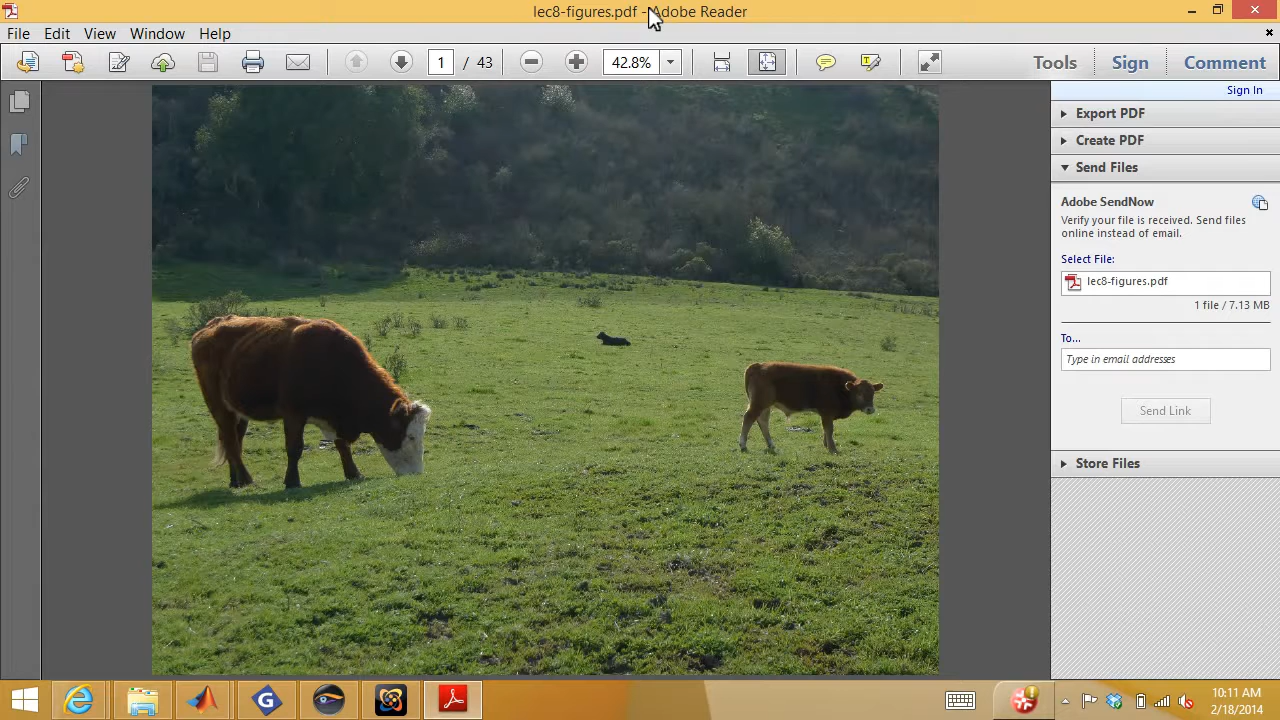 lec8-figures.pdf - Adobe Reader
File Edit View Window Help
1 / 43 42.8% Tools Sign Comment
Sign In
Export PDF
Create PDF
Send Files
Adobe SendNow
Verify your file is received. Send files
online instead of email.
Select File:
lec8-figures.pdf
1 file / 7.13 MB
To...
Type in email addresses
Send Link
Store Files
10:11 AM
2/18/2014